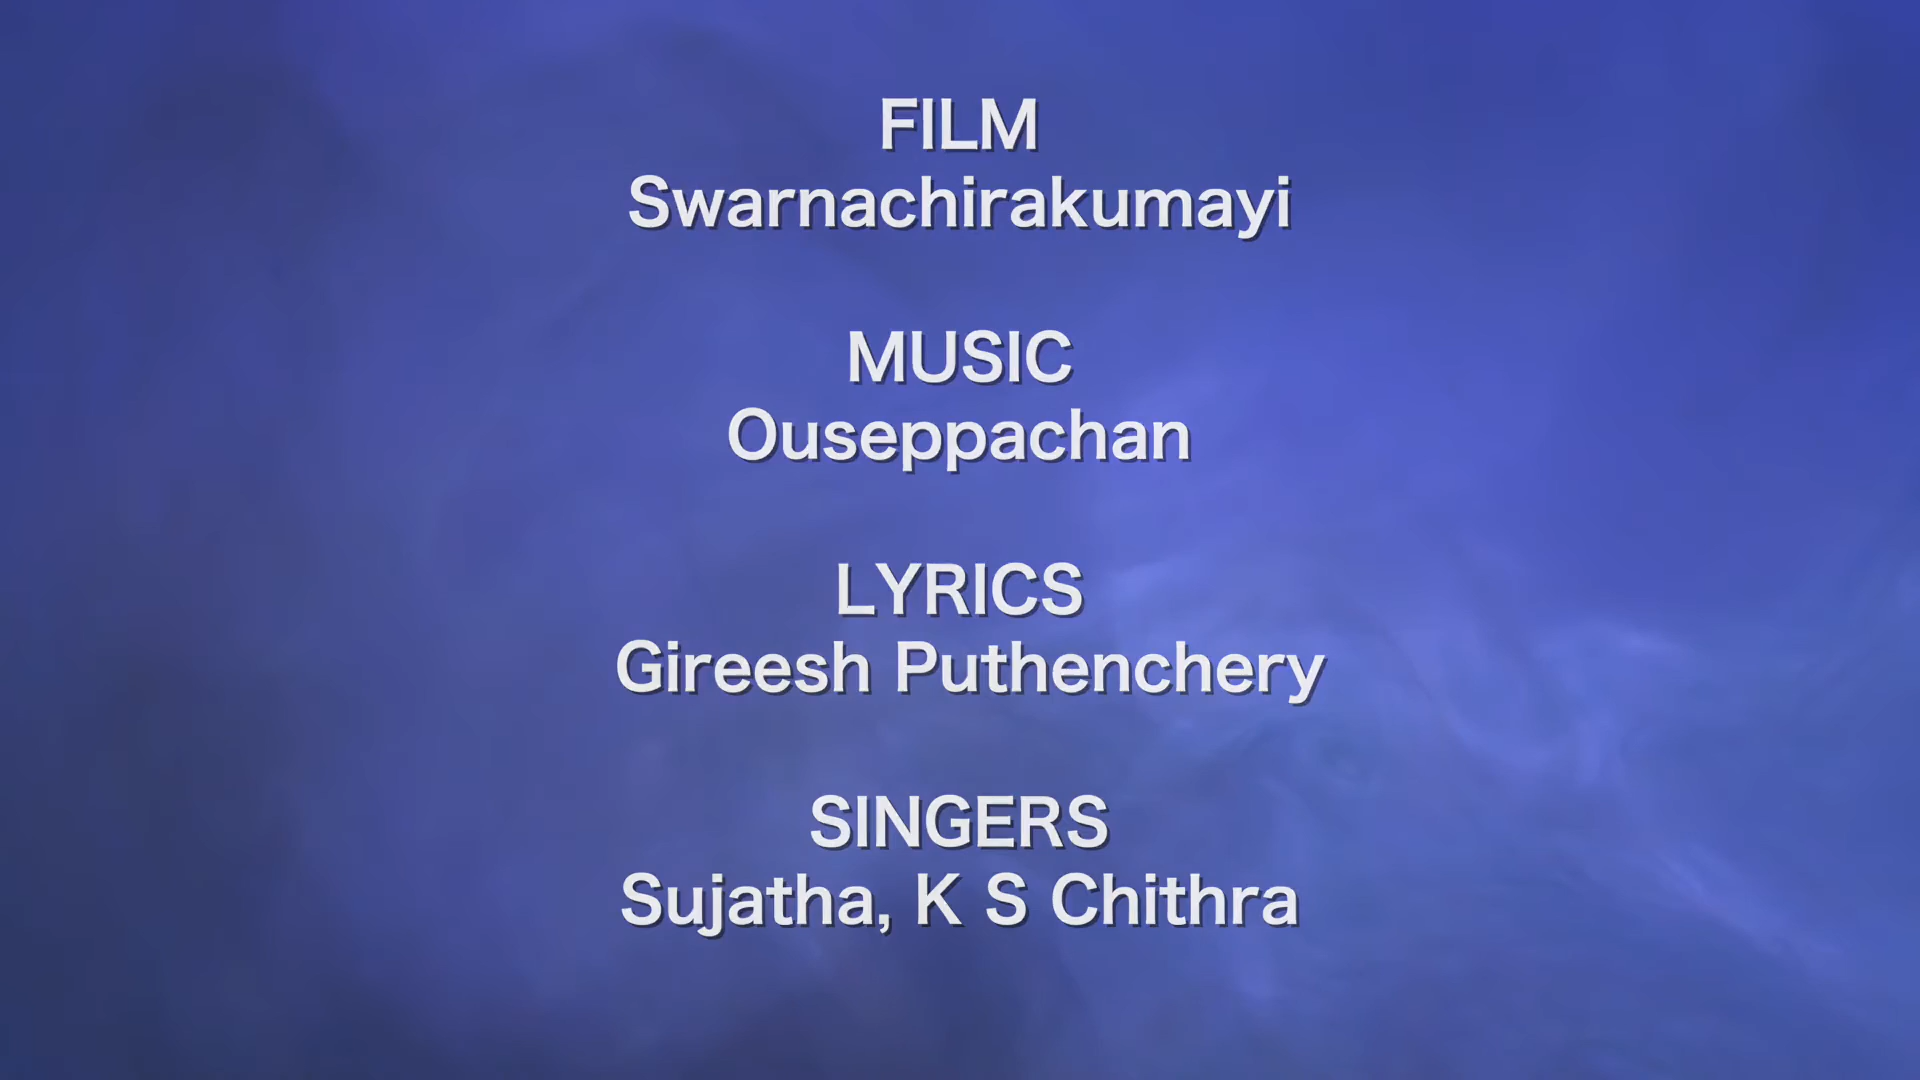 FILM
Swarnachirakumayi
MUSIC
Ouseppachan
LYRICS
Gireesh Puthenchery
SINGERS
Sujatha, K S Chithra